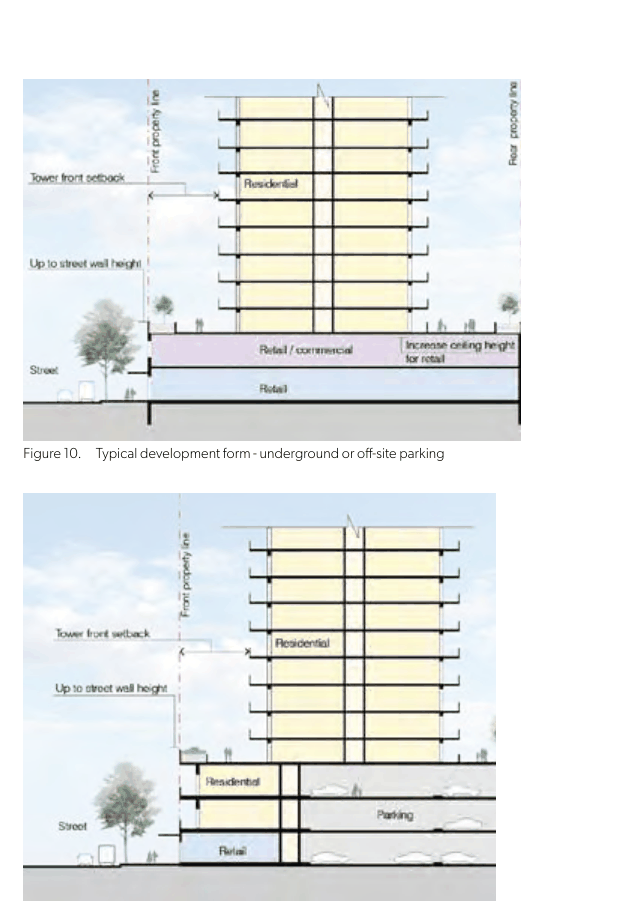 Front property line
Rear property line
Tower front setback
Residential
Up to street wall height
Retail / commercial
Increase ceiling height
for retail
Street
Retail
Figure 10. Typical development form - underground or off-site parking
Front property line
Tower front setback
Residential
Up to street wall height
Residential
Parking
Street
Retail